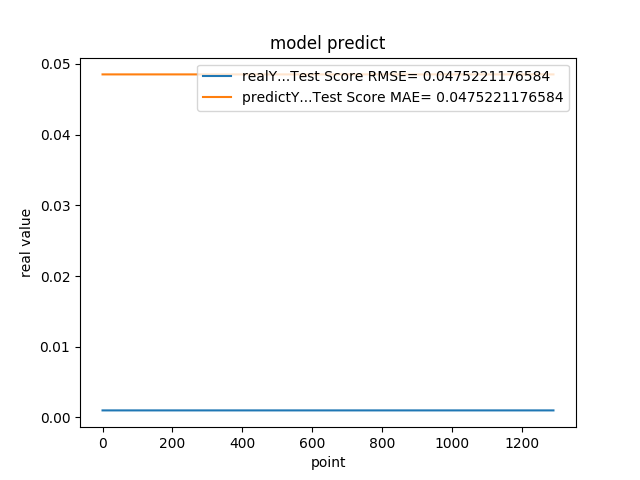 model predict
realY...Test Score RMSE= 0.0475221176584
predictY...Test Score MAE= 0.0475221176584
0.05
0.04
0.03
0.02
0.01
0.00
real value
0 200 400 600 800 1000 1200
point